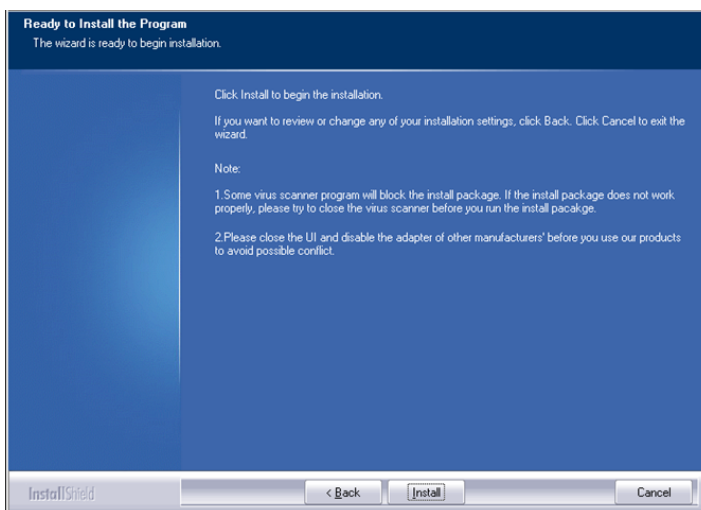 Ready to Install the Program
The wizard is ready to begin installation.
Click Install to begin the installation.
If you want to review or change any of your installation settings, click Back. Click Cancel to exit the
wizard.
Note:
1.Some virus scanner program will block the install package. If the install package does not work
properly, please try to close the virus scanner before you run the install pacakge.
2.Please close the UI and disable the adapter of other manufacturers' before you use our products
to avoid possible conflict.
InstallShield
< Back
Install
Cancel